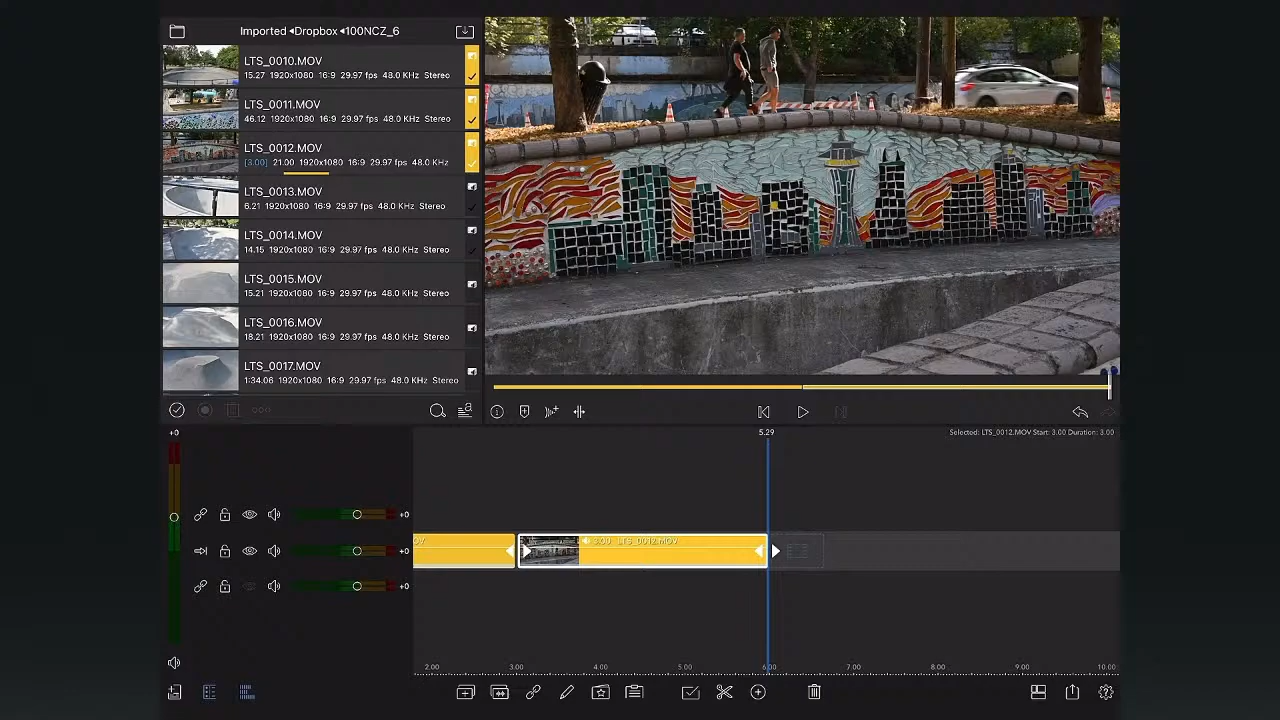 Imported ◂Dropbox◂100NCZ_6
LTS_0003.MOV
15.27 1920x1080 16:9 29.97 fps 48.0 KHz Stereo
LTS_0011.MOV
46.12 1920x1080 16:9 29.97 fps 48.0 KHz Stereo
LTS_0012.MOV
[3.00] 21.00 1920x1080 16:9 29.97 fps 48.0 KHz
LTS_0013.MOV
6.21 1920x1080 16:9 29.97 fps 48.0 KHz Stereo
LTS_0014.MOV
14.15 1920x1080 16:9 29.97 fps 48.0 KHz Stereo
LTS_0015.MOV
15.21 1920x1080 16:9 29.97 fps 48.0 KHz Stereo
LTS_0016.MOV
18.21 1920x1080 16:9 29.97 fps 48.0 KHz Stereo
LTS_0017.MOV
1:34.06 1920x1080 16:9 29.97 fps 48.0 KHz Stereo
+0
5.29
Selected: LTS_0012.MOV Start: 3.00 Duration: 3.00
+0
OV
3.00 LTS_0012.MOV
+0
+0
2.00 3.00 4.00 5.00 6.00 7.00 8.00 9.00 10.00